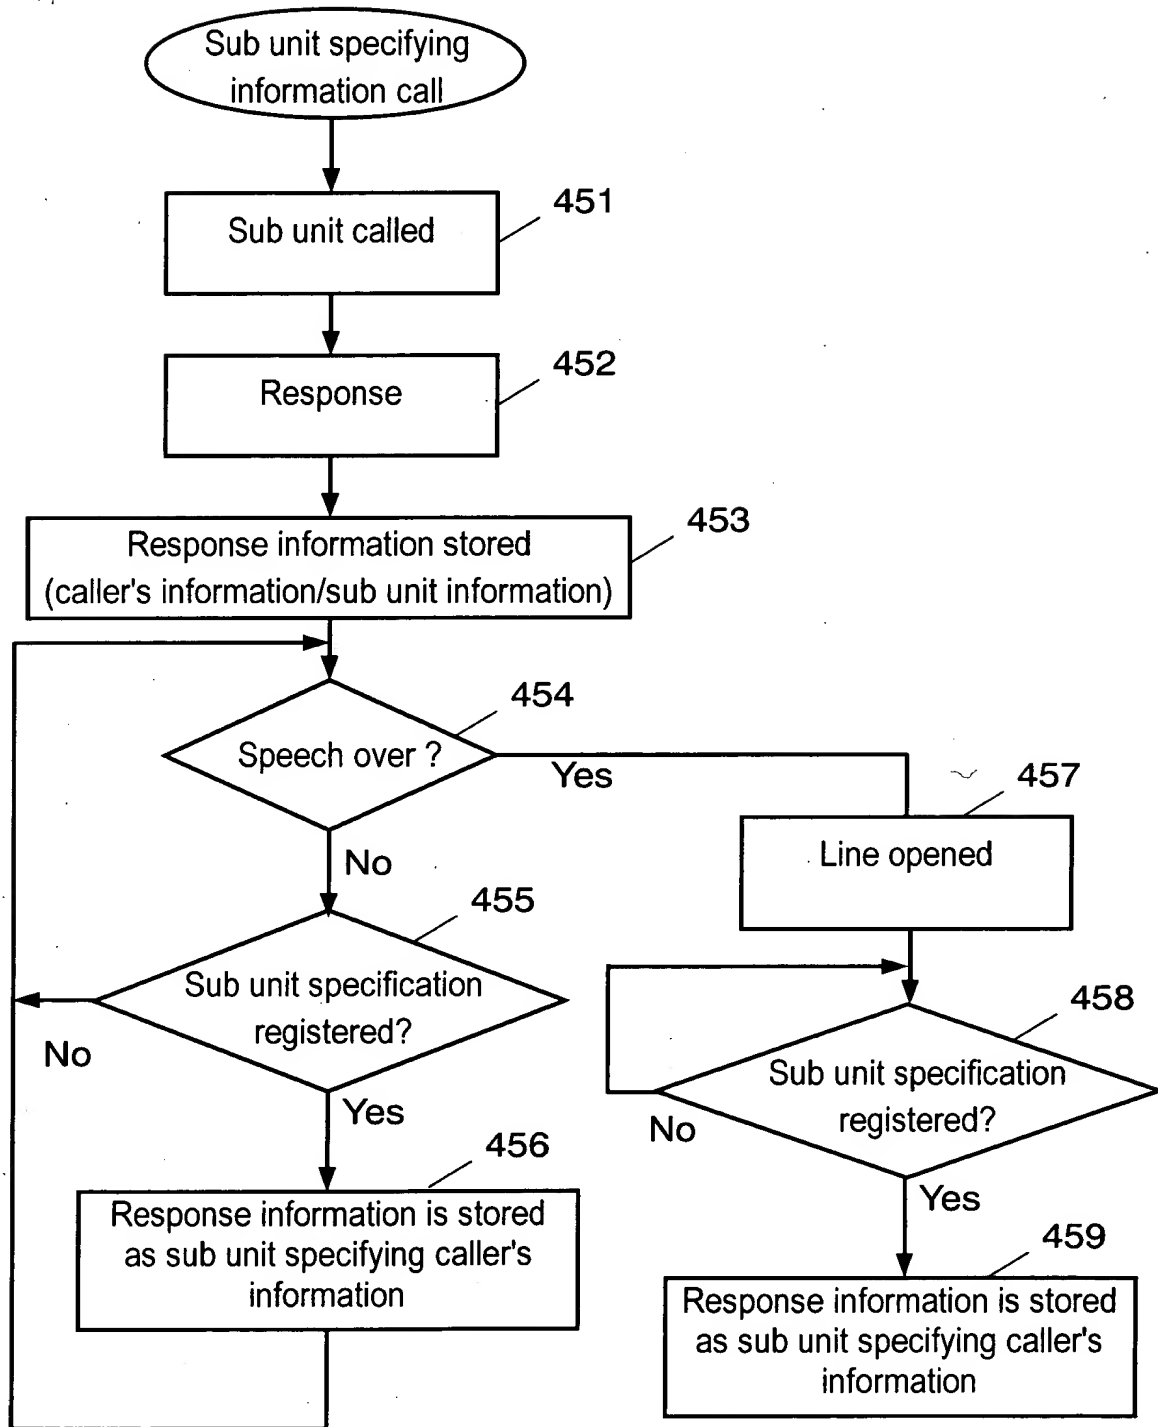 Sub unit specifying
information call
451
Sub unit called
452
Response
453
Response information stored
(caller's information/sub unit information)
454
Speech over ?
Yes
457
Line opened
No
455
Sub unit specification
registered?
No
Yes
458
Sub unit specification
registered?
No
Yes
456
Response information is stored
as sub unit specifying caller's
information
459
Response information is stored
as sub unit specifying caller's
information